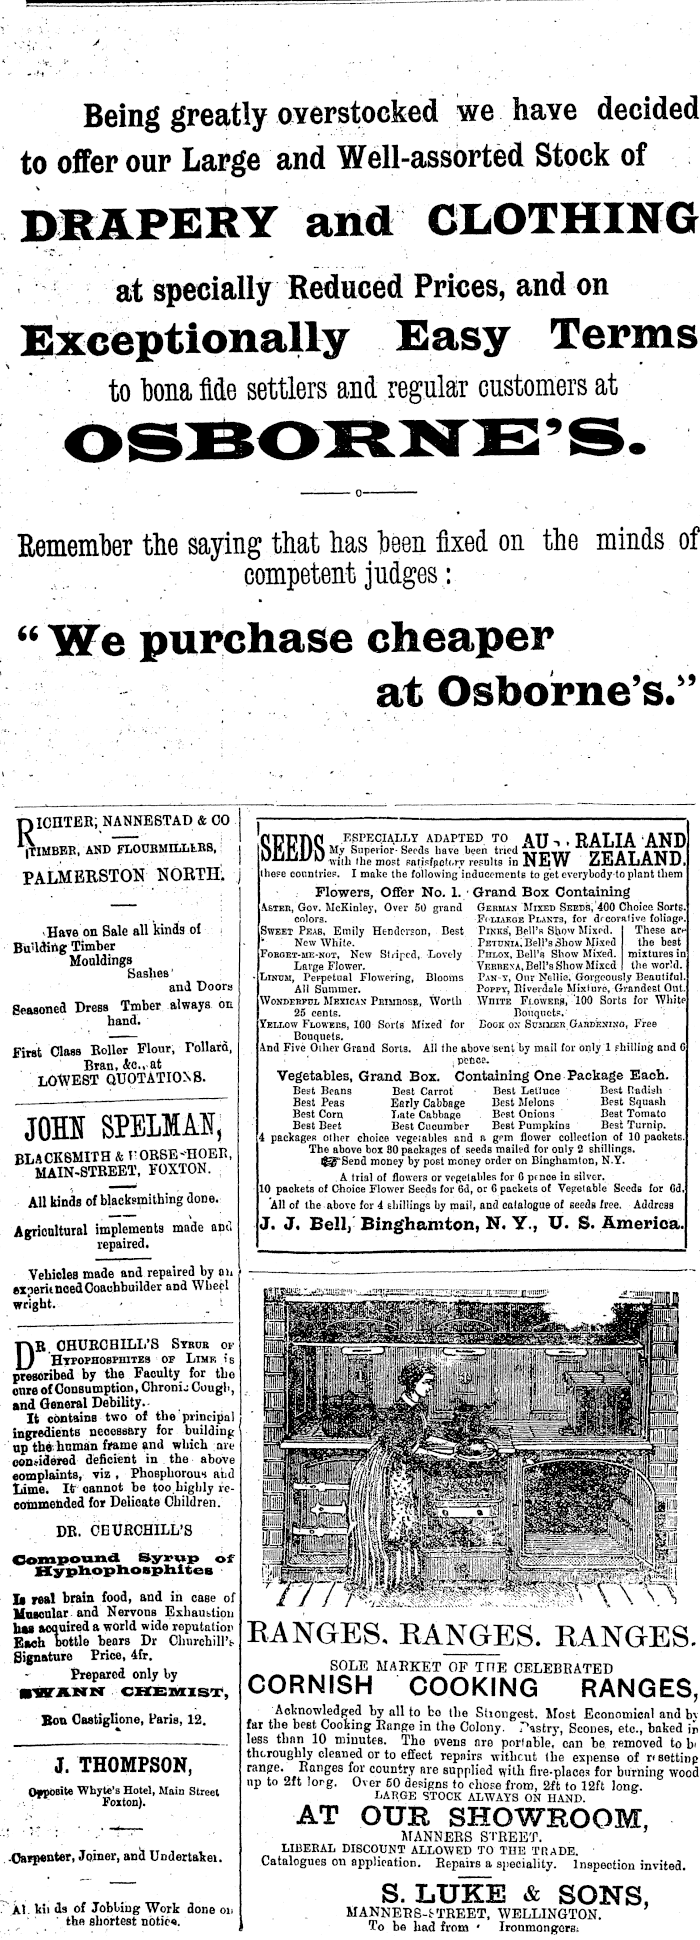 Being greatly overstocked we have decided
to offer our Large and Well-assorted Stock of
DRAPERY and CLOTHING
at specially Reduced Prices, and on
Exceptionally Easy Terms
to bona fide settlers and regular customers at
OSBORNE'S.
Remember the saying that has been fixed on the minds of
competent judges :
“We purchase cheaper
at Osborne's.”
RICHTER, NANNESTAD & CO
TIMBER, AND FLOURMILLERS,
PALMERSTON NORTH.
Have on Sale all kinds of
Building Timber
Mouldings
Sashes
and Doors
Seasoned Dress Tmber always on
hand.
First Class Roller Flour, Pollard,
Bran, &c., at
LOWEST QUOTATIONS.
JOHN SPELMAN,
BLACKSMITH & HORSE-HOER,
MAIN-STREET, FOXTON.
All kinds of blacksmithing done.
Agricultural implements made and
repaired.
Vehicles made and repaired by an
experienced Coachbuilder and Wheel
wright.
DR. CHURCHILL'S SYRUP OF
HYPOPHOSPHITES OF LIME is
prescribed by the Faculty for the
cure of Consumption, Chronic Cough,
and General Debility.
It contains two of the principal
ingredients necessary for building
up the human frame and which are
considered deficient in the above
complaints, viz, Phosphorous and
Lime. It cannot be too highly re-
commended for Delicate Children.
DR. CHURCHILL'S
Compound Syrup of
Hyphophosphites
Is real brain food, and in case of
Muscular and Nervous Exhaustion
has acquired a world wide reputation
Each bottle bears Dr Churchill's
Signature Price, 4fr.
Prepared only by
SWANN CHEMIST,
Rou Castiglione, Paris, 12.
J. THOMPSON,
Opposite Whyte's Hotel, Main Street
Foxton).
Carpenter, Joiner, and Undertaker.
All kinds of Jobbing Work done on
the shortest notice.
SEEDS ESPECIALLY ADAPTED TO AU RALIA AND
My Superior Seeds have been tried
with the most satisfactory results in NEW ZEALAND.
these countries. I make the following inducements to get everybody to plant them
Flowers, Offer No. 1. Grand Box Containing
ASTER, Gov. McKinley, Over 50 grand
colors.
SWEET PEAS, Emily Henderson, Best
New White.
FORGET-ME-NOT, New Striped, Lovely
Large Flower.
LINUM, Perpetual Flowering, Blooms
All Summer.
WONDERFUL MEXICAN PRIMROSE, Worth
25 cents.
YELLOW FLOWERS, 100 Sorts Mixed for
Bouquets.
GERMAN MIXED SEEDS, 400 Choice Sorts.
FOLIAGE PLANTS, for decorative foliage.
PINKS, Bell's Show Mixed.
PETUNIA, Bell's Show Mixed
PHLOX, Bell's Show Mixed.
VERBENA, Bell's Show Mixed
These are
the best
mixtures in
the world.
PANSY, Our Nellie, Gorgeously Beautiful.
POPPY, Riverdale Mixture, Grandest Out.
WHITE FLOWERS, 100 Sorts for White
Bouquets.
BOOK ON SUMMER GARDENING, Free
And Five Other Grand Sorts. All the above sent by mail for only 1 shilling and 6
pence.
Vegetables, Grand Box. Containing One Package Each.
Best Beans Best Carrot Best Lettuce Best Radish
Best Peas Early Cabbage Best Melons Best Squash
Best Corn Late Cabbage Best Onions Best Tomato
Best Beet Best Cucumber Best Pumpkins Best Turnip.
4 packages other choice vegetables and a gem flower collection of 10 packets.
The above box 30 packages of seeds mailed for only 2 shillings.
Send money by post money order on Binghamton, N.Y.
A trial of flowers or vegetables for 6 pence in silver.
10 packets of Choice Flower Seeds for 6d, or 6 packets of Vegetable Seeds for 6d.
All of the above for 4 shillings by mail, and catalogue of seeds free. Address
J. J. Bell, Binghamton, N. Y., U. S. America.
RANGES. RANGES. RANGES.
SOLE MARKET OF THE CELEBRATED
CORNISH COOKING RANGES,
Acknowledged by all to be the Strongest, Most Economical and by
far the best Cooking Range in the Colony. Pastry, Scones, etc., baked in
less than 10 minutes. The ovens are portable, can be removed to be
thoroughly cleaned or to effect repairs without the expense of resetting
range. Ranges for country are supplied with fire-places for burning wood
up to 2ft long. Over 50 designs to chose from, 2ft to 12ft long.
LARGE STOCK ALWAYS ON HAND.
AT OUR SHOWROOM,
MANNERS STREET.
LIBERAL DISCOUNT ALLOWED TO THE TRADE.
Catalogues on application. Repairs a speciality. Inspection invited.
S. LUKE & SONS,
MANNERS-STREET, WELLINGTON.
To be had from Ironmongers.